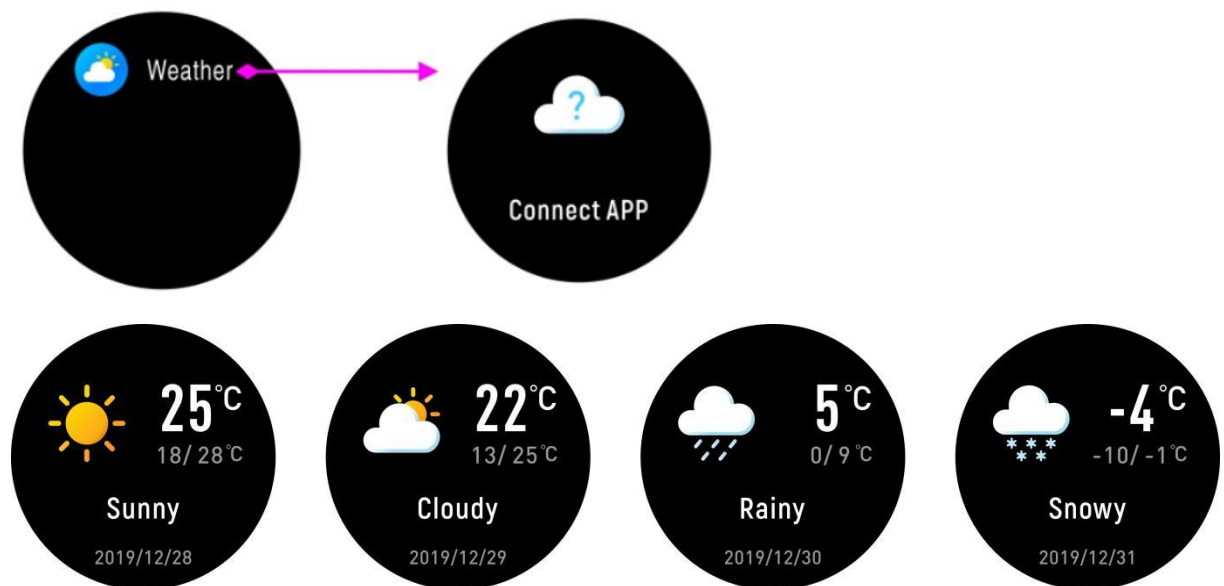 Weather
?
Connect APP
25℃
18/28℃
Sunny
2019/12/28
22℃
13/25℃
Cloudy
2019/12/29
5℃
0/9℃
Rainy
2019/12/30
-4℃
-10/-1℃
Snowy
2019/12/31